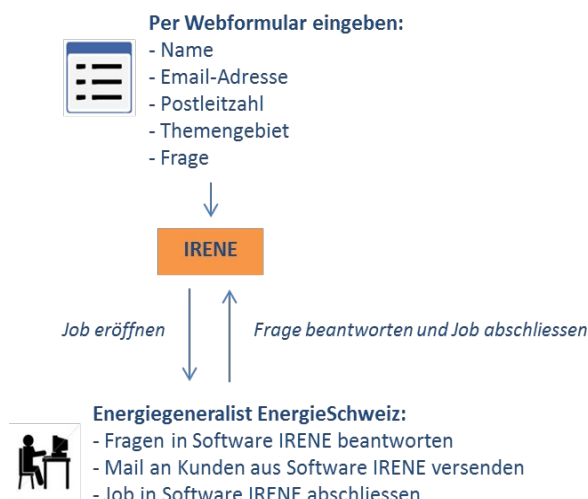 Per Webformular eingeben:
- Name
- Email-Adresse
- Postleitzahl
- Themengebiet
- Frage
IRENE
Job eröffnen
Frage beantworten und Job abschliessen
Energiegeneralist EnergieSchweiz:
- Fragen in Software IRENE beantworten
- Mail an Kunden aus Software IRENE versenden
- Job in Software IRENE abschliessen